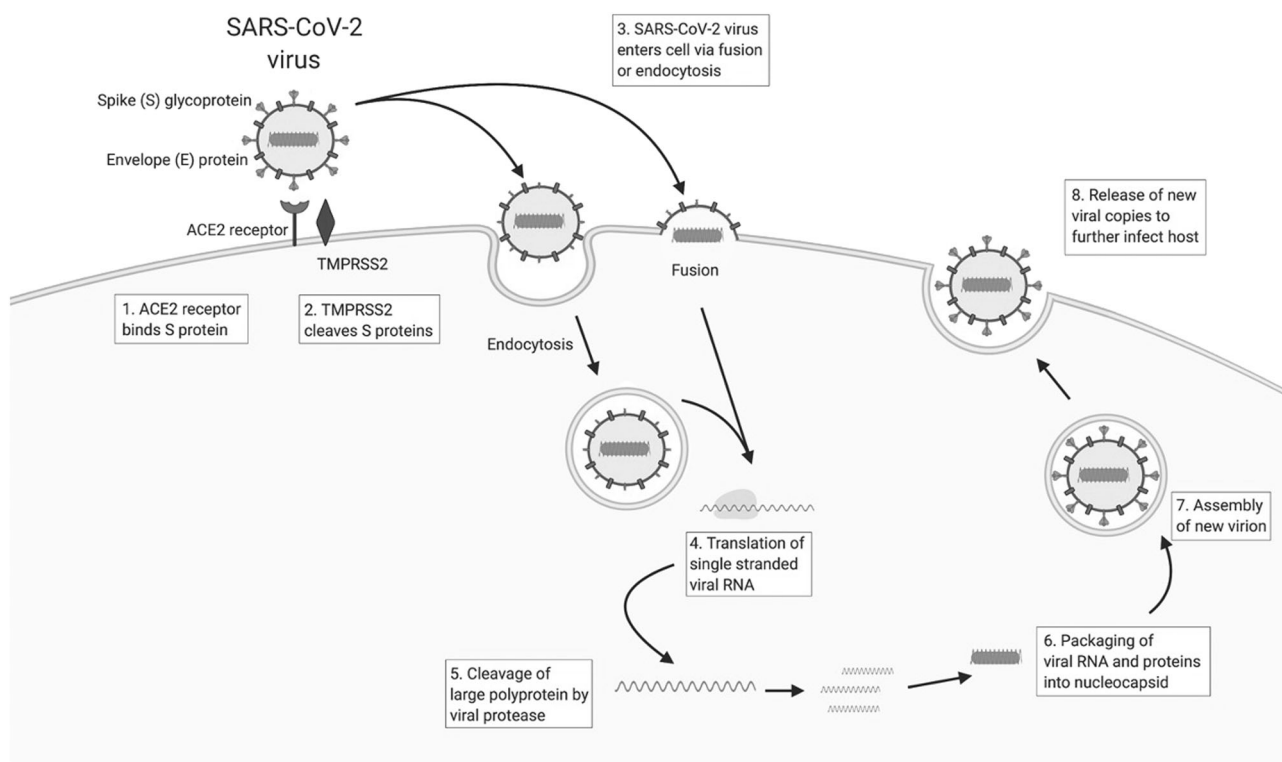 SARS-CoV-2
virus
Spike (S) glycoprotein
Envelope (E) protein
ACE2 receptor
TMPRSS2
1. ACE2 receptor
binds S protein
2. TMPRSS2
cleaves S proteins
3. SARS-CoV-2 virus
enters cell via fusion
or endocytosis
Fusion
Endocytosis
4. Translation of
single stranded
viral RNA
5. Cleavage of
large polyprotein by
viral protease
6. Packaging of
viral RNA and proteins
into nucleocapsid
7. Assembly
of new virion
8. Release of new
viral copies to
further infect host